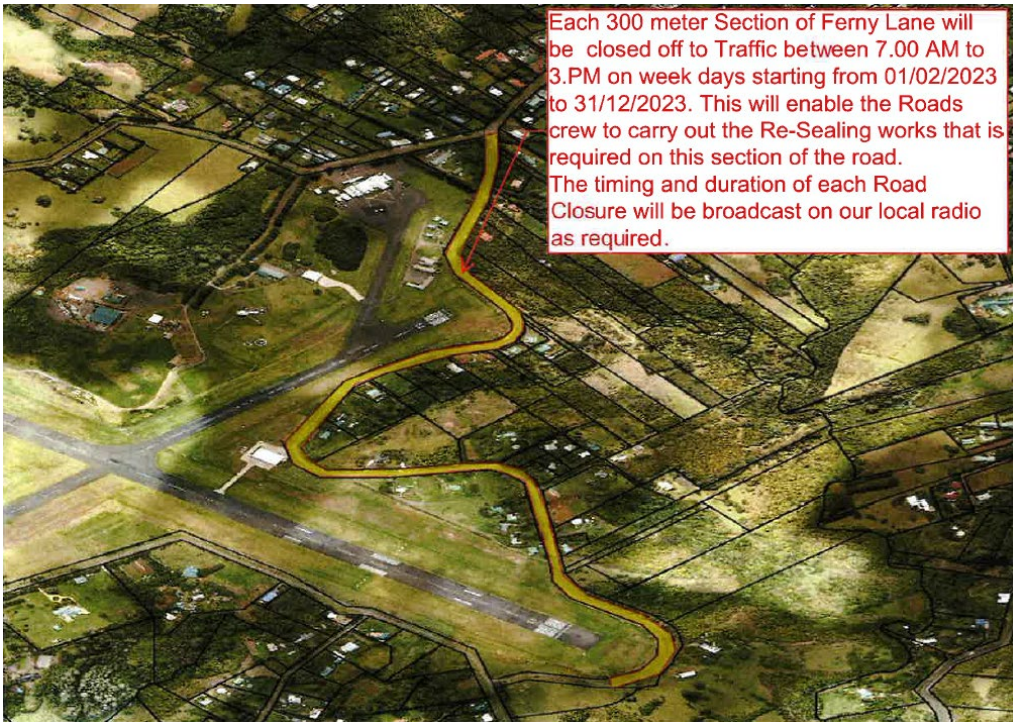 Each 300 meter Section of Ferny Lane will
be closed off to Traffic between 7.00 AM to
3.PM on week days starting from 01/02/2023
to 31/12/2023. This will enable the Roads
crew to carry out the Re-Sealing works that is
required on this section of the road.
The timing and duration of each Road
Closure will be broadcast on our local radio
as required.